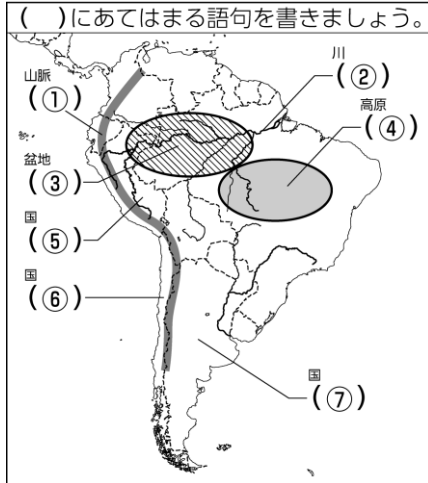 ( )にあてはまる語句を書きましょう。
川
(②)
山脈
(①)
高原
(④)
盆地
(③)
国
(⑤)
国
(⑥)
国
(⑦)